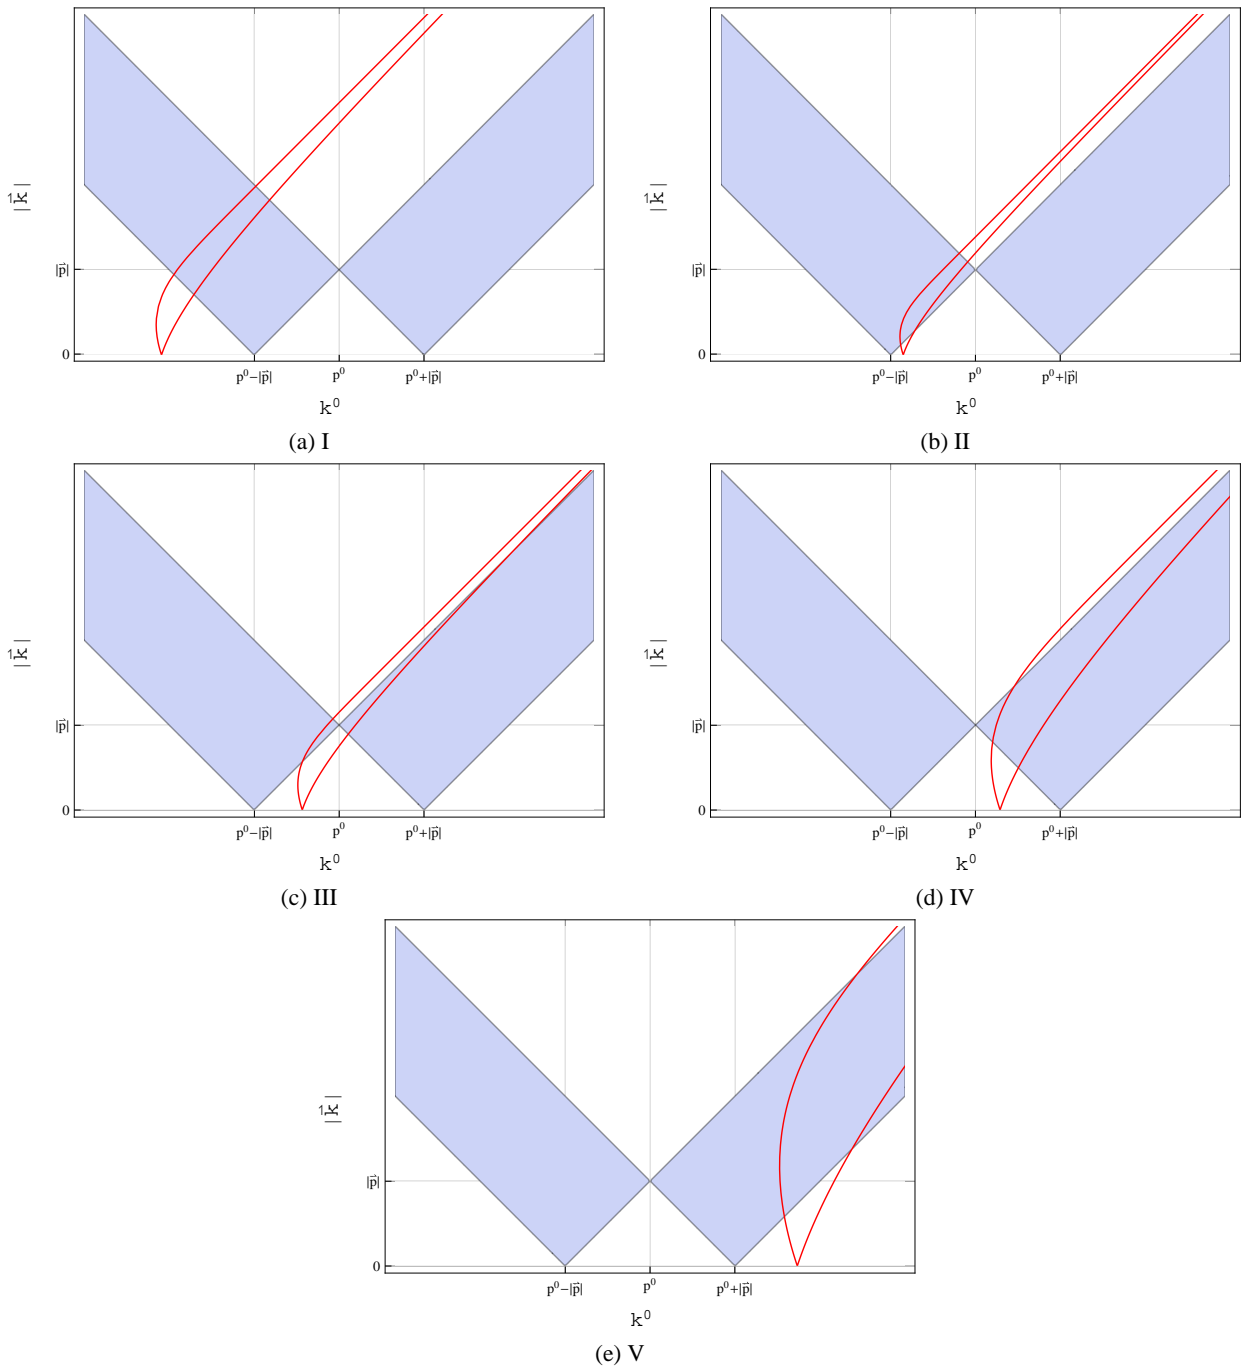 |k⃗|
|p⃗|
0
p⁰−|p⃗|
p⁰
p⁰+|p⃗|
k⁰
(a) I
|k⃗|
|p⃗|
0
p⁰−|p⃗|
p⁰
p⁰+|p⃗|
k⁰
(b) II
|k⃗|
|p⃗|
0
p⁰−|p⃗|
p⁰
p⁰+|p⃗|
k⁰
(c) III
|k⃗|
|p⃗|
0
p⁰−|p⃗|
p⁰
p⁰+|p⃗|
k⁰
(d) IV
|k⃗|
|p⃗|
0
p⁰−|p⃗|
p⁰
p⁰+|p⃗|
k⁰
(e) V